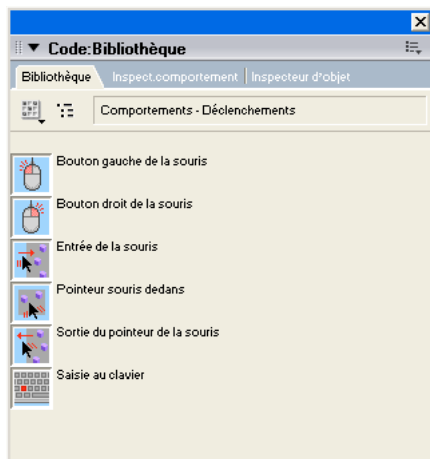 Code:Bibliothèque
Bibliothèque Inspect.comportement Inspecteur d'objet
Comportements - Déclenchements
Bouton gauche de la souris
Bouton droit de la souris
Entrée de la souris
Pointeur souris dedans
Sortie du pointeur de la souris
Saisie au clavier